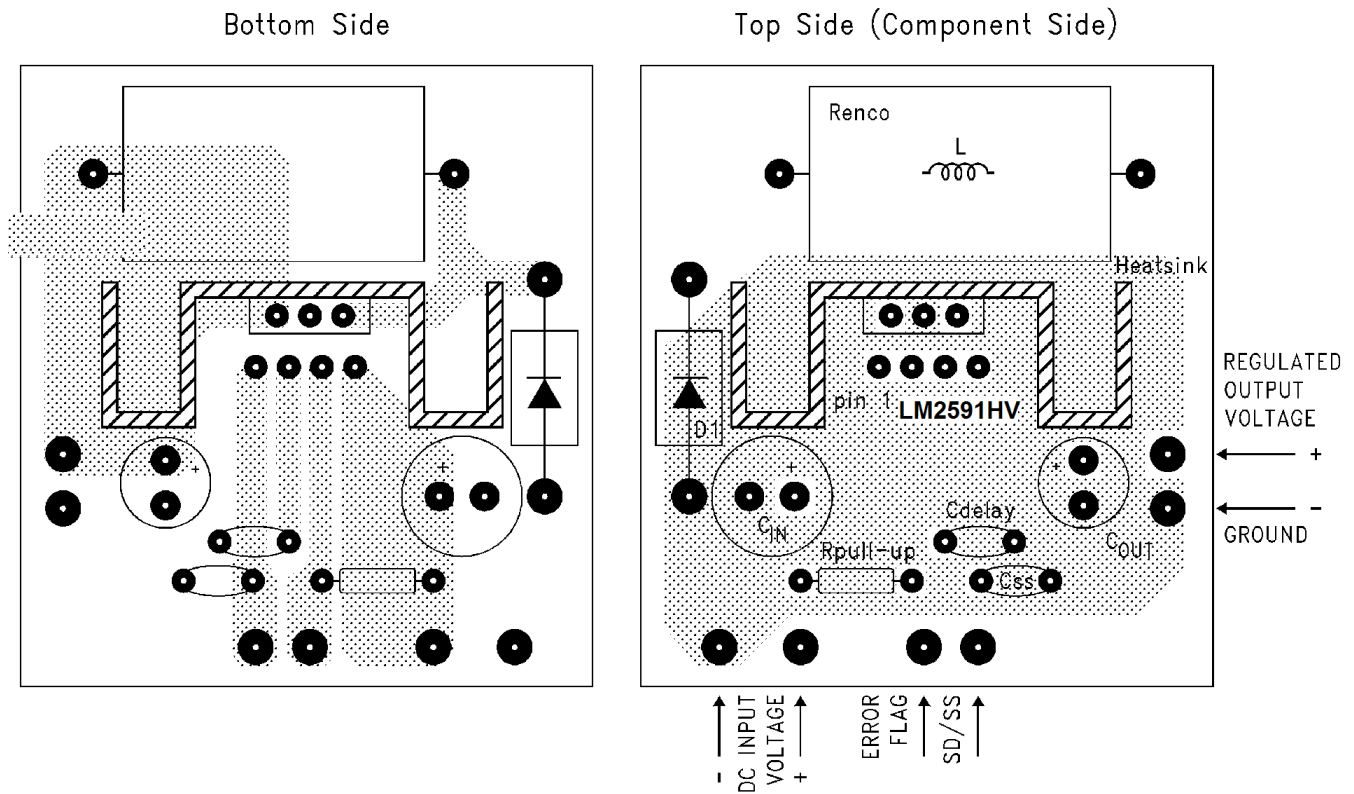 Bottom Side
Top Side (Component Side)
Renco
L
Heatsink
pin 1
LM2591HV
D1
+
+
+
+
CIN
Cdelay
COUT
Rpull-up
Css
REGULATED
OUTPUT
VOLTAGE
+
-
GROUND
-
DC INPUT
VOLTAGE
+
ERROR
FLAG
SD/SS